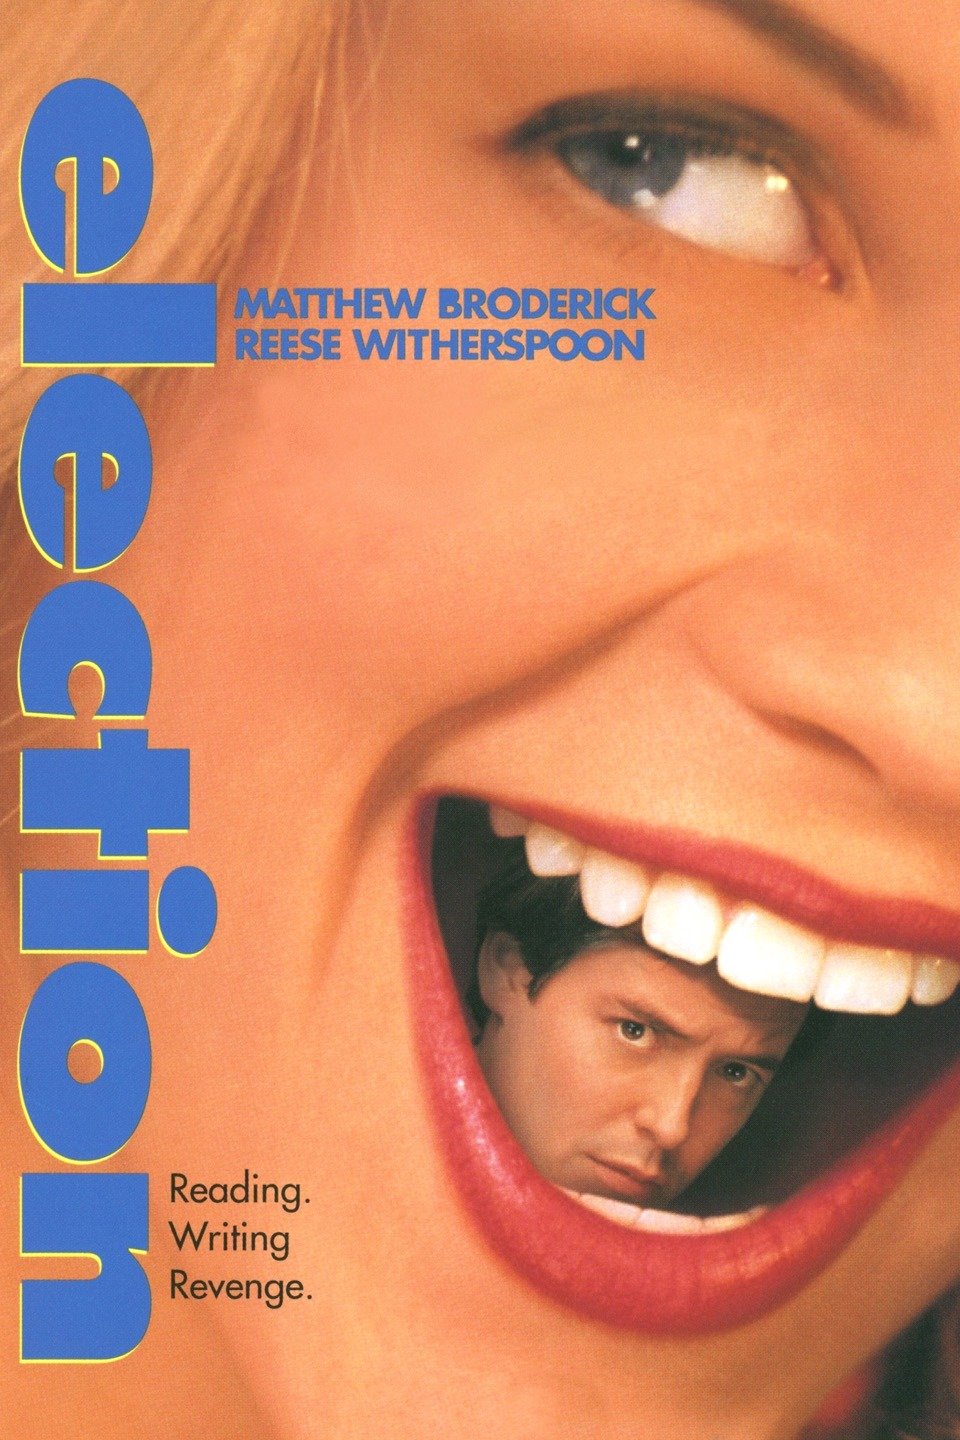 election
MATTHEW BRODERICK
REESE WITHERSPOON
Reading.
Writing
Revenge.